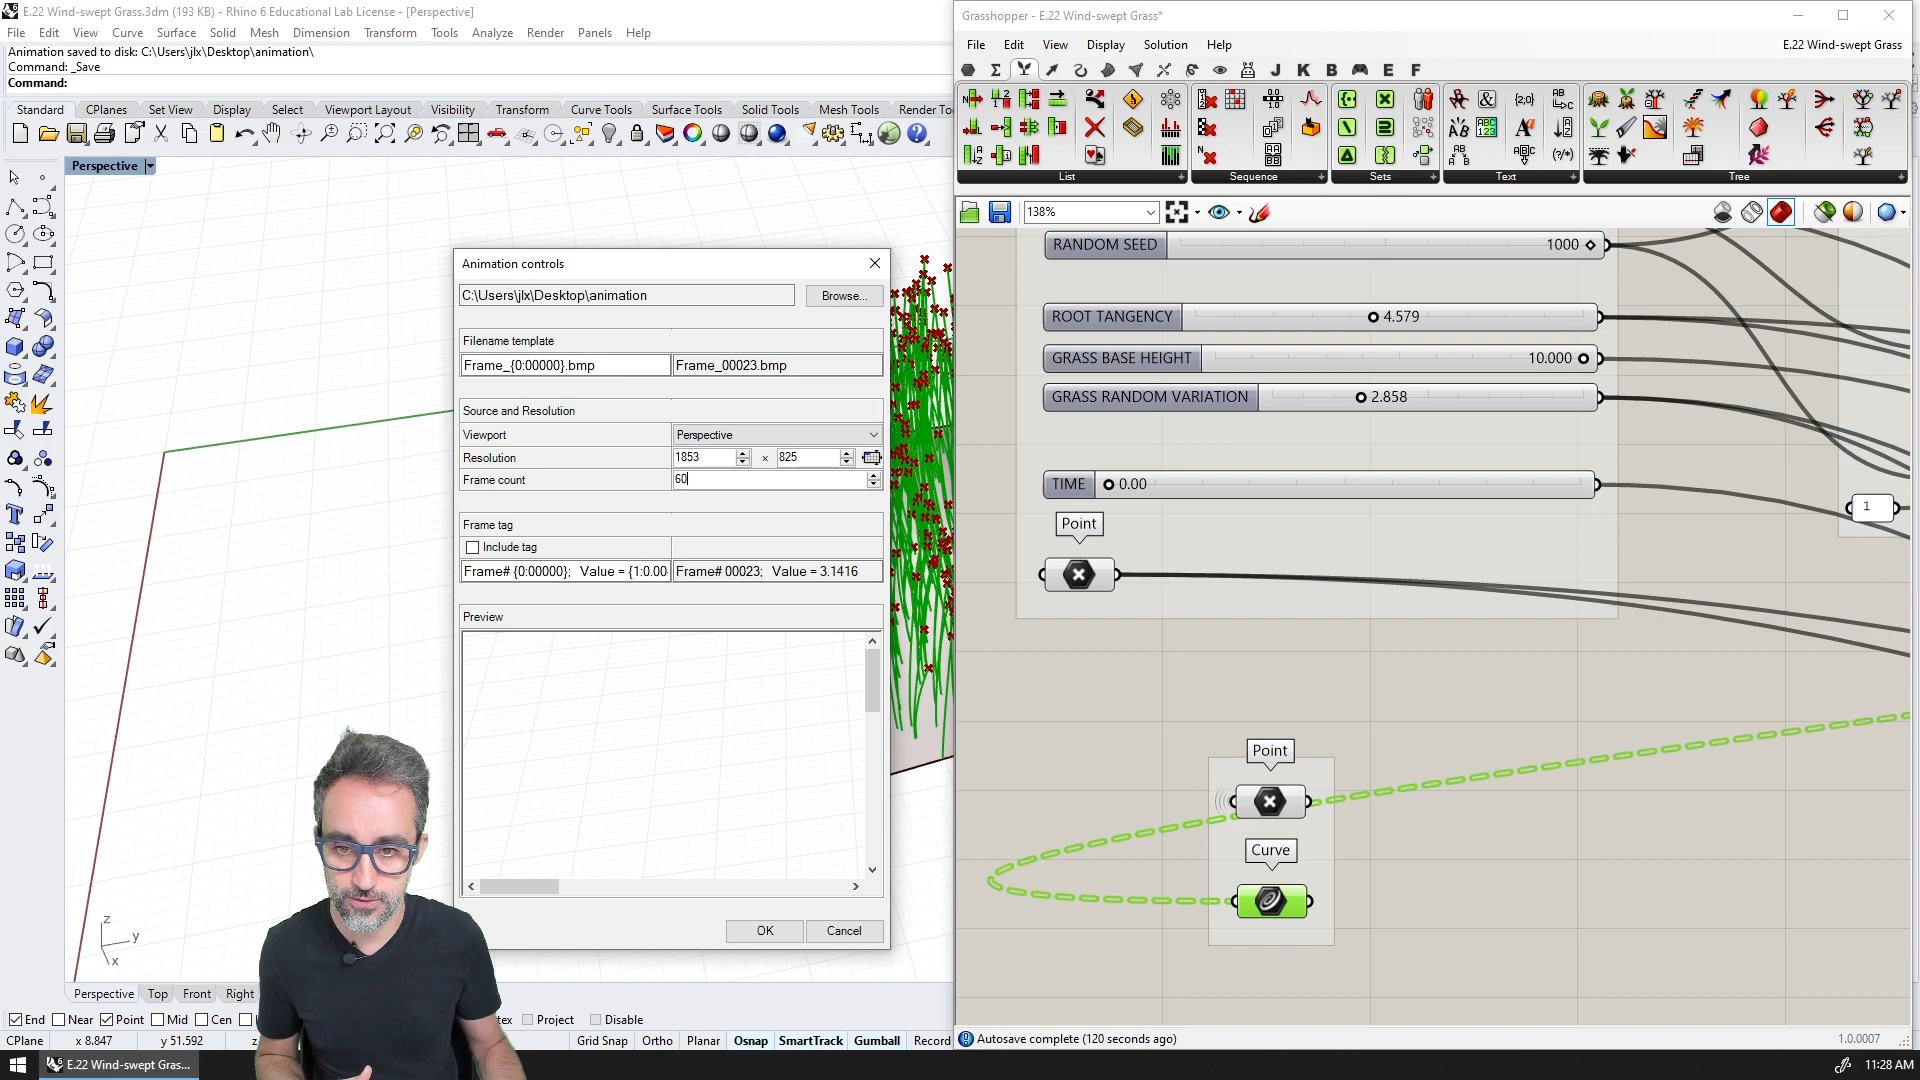 E.22 Wind-swept Grass.3dm (193 KB) - Rhino 6 Educational Lab License - [Perspective]
File Edit View Curve Surface Solid Mesh Dimension Transform Tools Analyze Render Panels Help
Animation saved to disk: C:\Users\jlx\Desktop\animation\
Command: _Save
Command:
Standard CPlanes Set View Display Select Viewport Layout Visibility Transform Curve Tools Surface Tools Solid Tools Mesh Tools Render To
Perspective
Animation controls
C:\Users\jlx\Desktop\animation
Browse...
Filename template
Frame_{0:00000}.bmp Frame_00023.bmp
Source and Resolution
Viewport Perspective
Resolution 1853 × 825
Frame count 60
Frame tag
Include tag
Frame# {0:00000}; Value = {1:0.00 Frame# 00023; Value = 3.1416
Preview
OK Cancel
z
y
x
Perspective Top Front Right
End Near Point Mid Cen Project Disable
CPlane x 8.847 y 51.592 z Grid Snap Ortho Planar Osnap SmartTrack Gumball Record
E.22 Wind-swept Gras...
Grasshopper - E.22 Wind-swept Grass*
File Edit View Display Solution Help E.22 Wind-swept Grass
J K B E F
List Sequence Sets Text Tree
138%
RANDOM SEED 1000
ROOT TANGENCY 4.579
GRASS BASE HEIGHT 10.000
GRASS RANDOM VARIATION 2.858
TIME 0.00
1
Point
Point
Curve
Autosave complete (120 seconds ago) 1.0.0007
11:28 AM